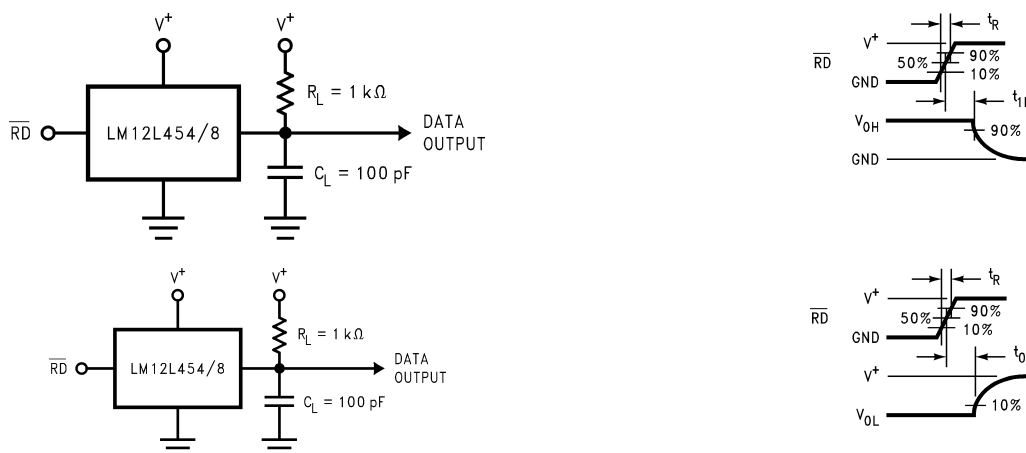 V⁺
V⁺
R_L = 1 kΩ
RD LM12L454/8 DATA
OUTPUT
C_L = 100 pF
t_R
V⁺
90%
RD 50%
10%
GND
V_OH
90%
GND
V⁺
V⁺
R_L = 1 kΩ
RD LM12L454/8 DATA
OUTPUT
C_L = 100 pF
t_R
V⁺
90%
RD 50%
10%
GND
V⁺
10%
V_OL